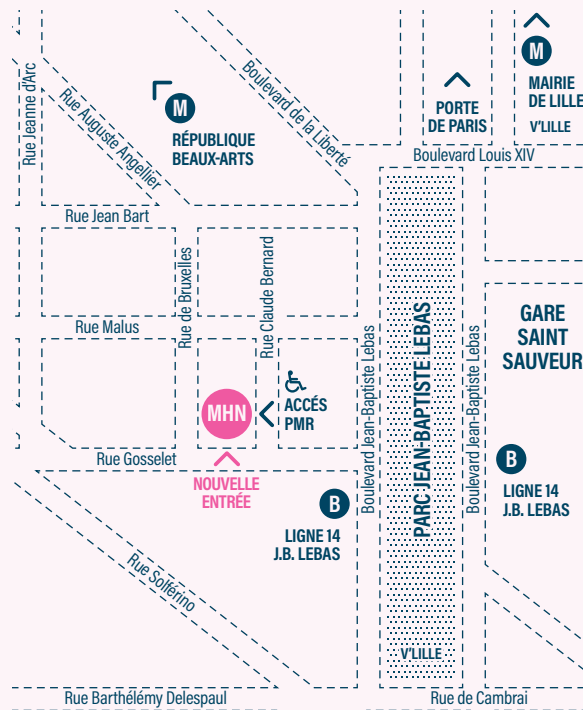 Rue Jeanne d'Arc
Rue Auguste Angellier
M
RÉPUBLIQUE
BEAUX-ARTS
Boulevard de la Liberté
PORTE
DE PARIS
M
MAIRIE
DE LILLE
V'LILLE
Boulevard Louis XIV
Rue Jean Bart
Rue de Bruxelles
Rue Claude Bernard
Rue Malus
Boulevard Jean-Baptiste Lebas
PARC JEAN-BAPTISTE LEBAS
Boulevard Jean-Baptiste Lebas
GARE
SAINT
SAUVEUR
MHN
ACCÉS
PMR
Rue Gosselet
NOUVELLE
ENTRÉE
B
LIGNE 14
J.B. LEBAS
B
LIGNE 14
J.B. LEBAS
Rue Solférino
V'LILLE
Rue Barthélémy Delespaul
Rue de Cambrai